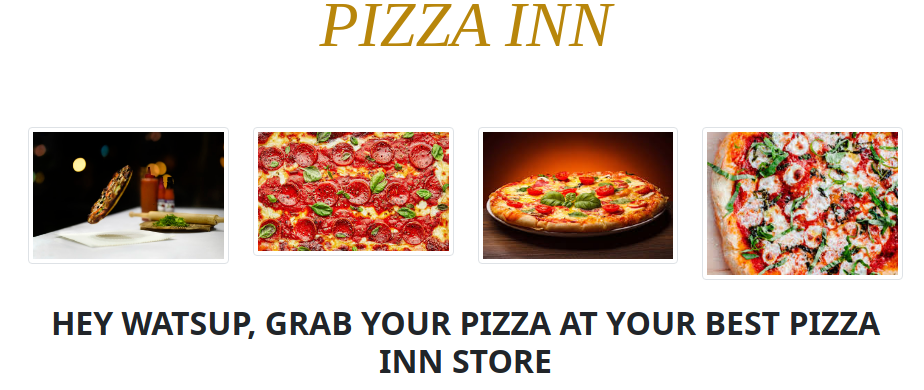 PIZZA INN
HEY WATSUP, GRAB YOUR PIZZA AT YOUR BEST PIZZA
INN STORE